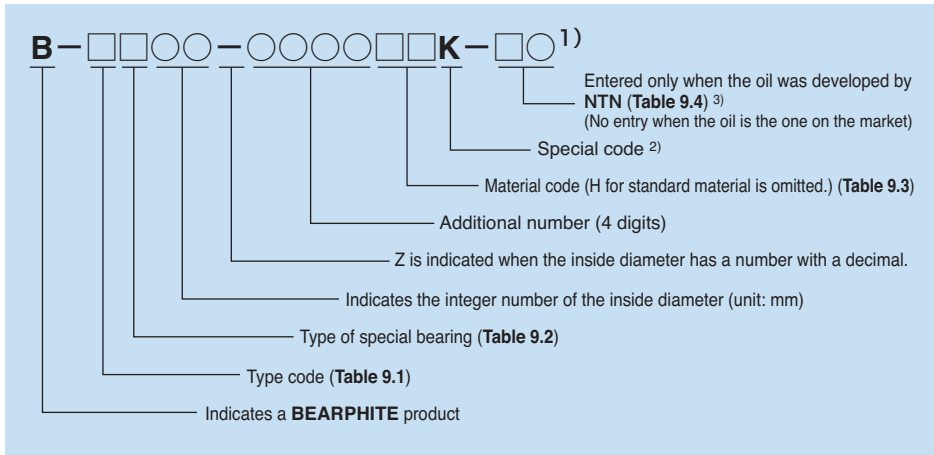 B－□□○○－○○○○□□K－□○ 1)
Entered only when the oil was developed by
NTN (Table 9.4) 3)
(No entry when the oil is the one on the market)
Special code 2)
Material code (H for standard material is omitted.) (Table 9.3)
Additional number (4 digits)
Z is indicated when the inside diameter has a number with a decimal.
Indicates the integer number of the inside diameter (unit: mm)
Type of special bearing (Table 9.2)
Type code (Table 9.1)
Indicates a BEARPHITE product